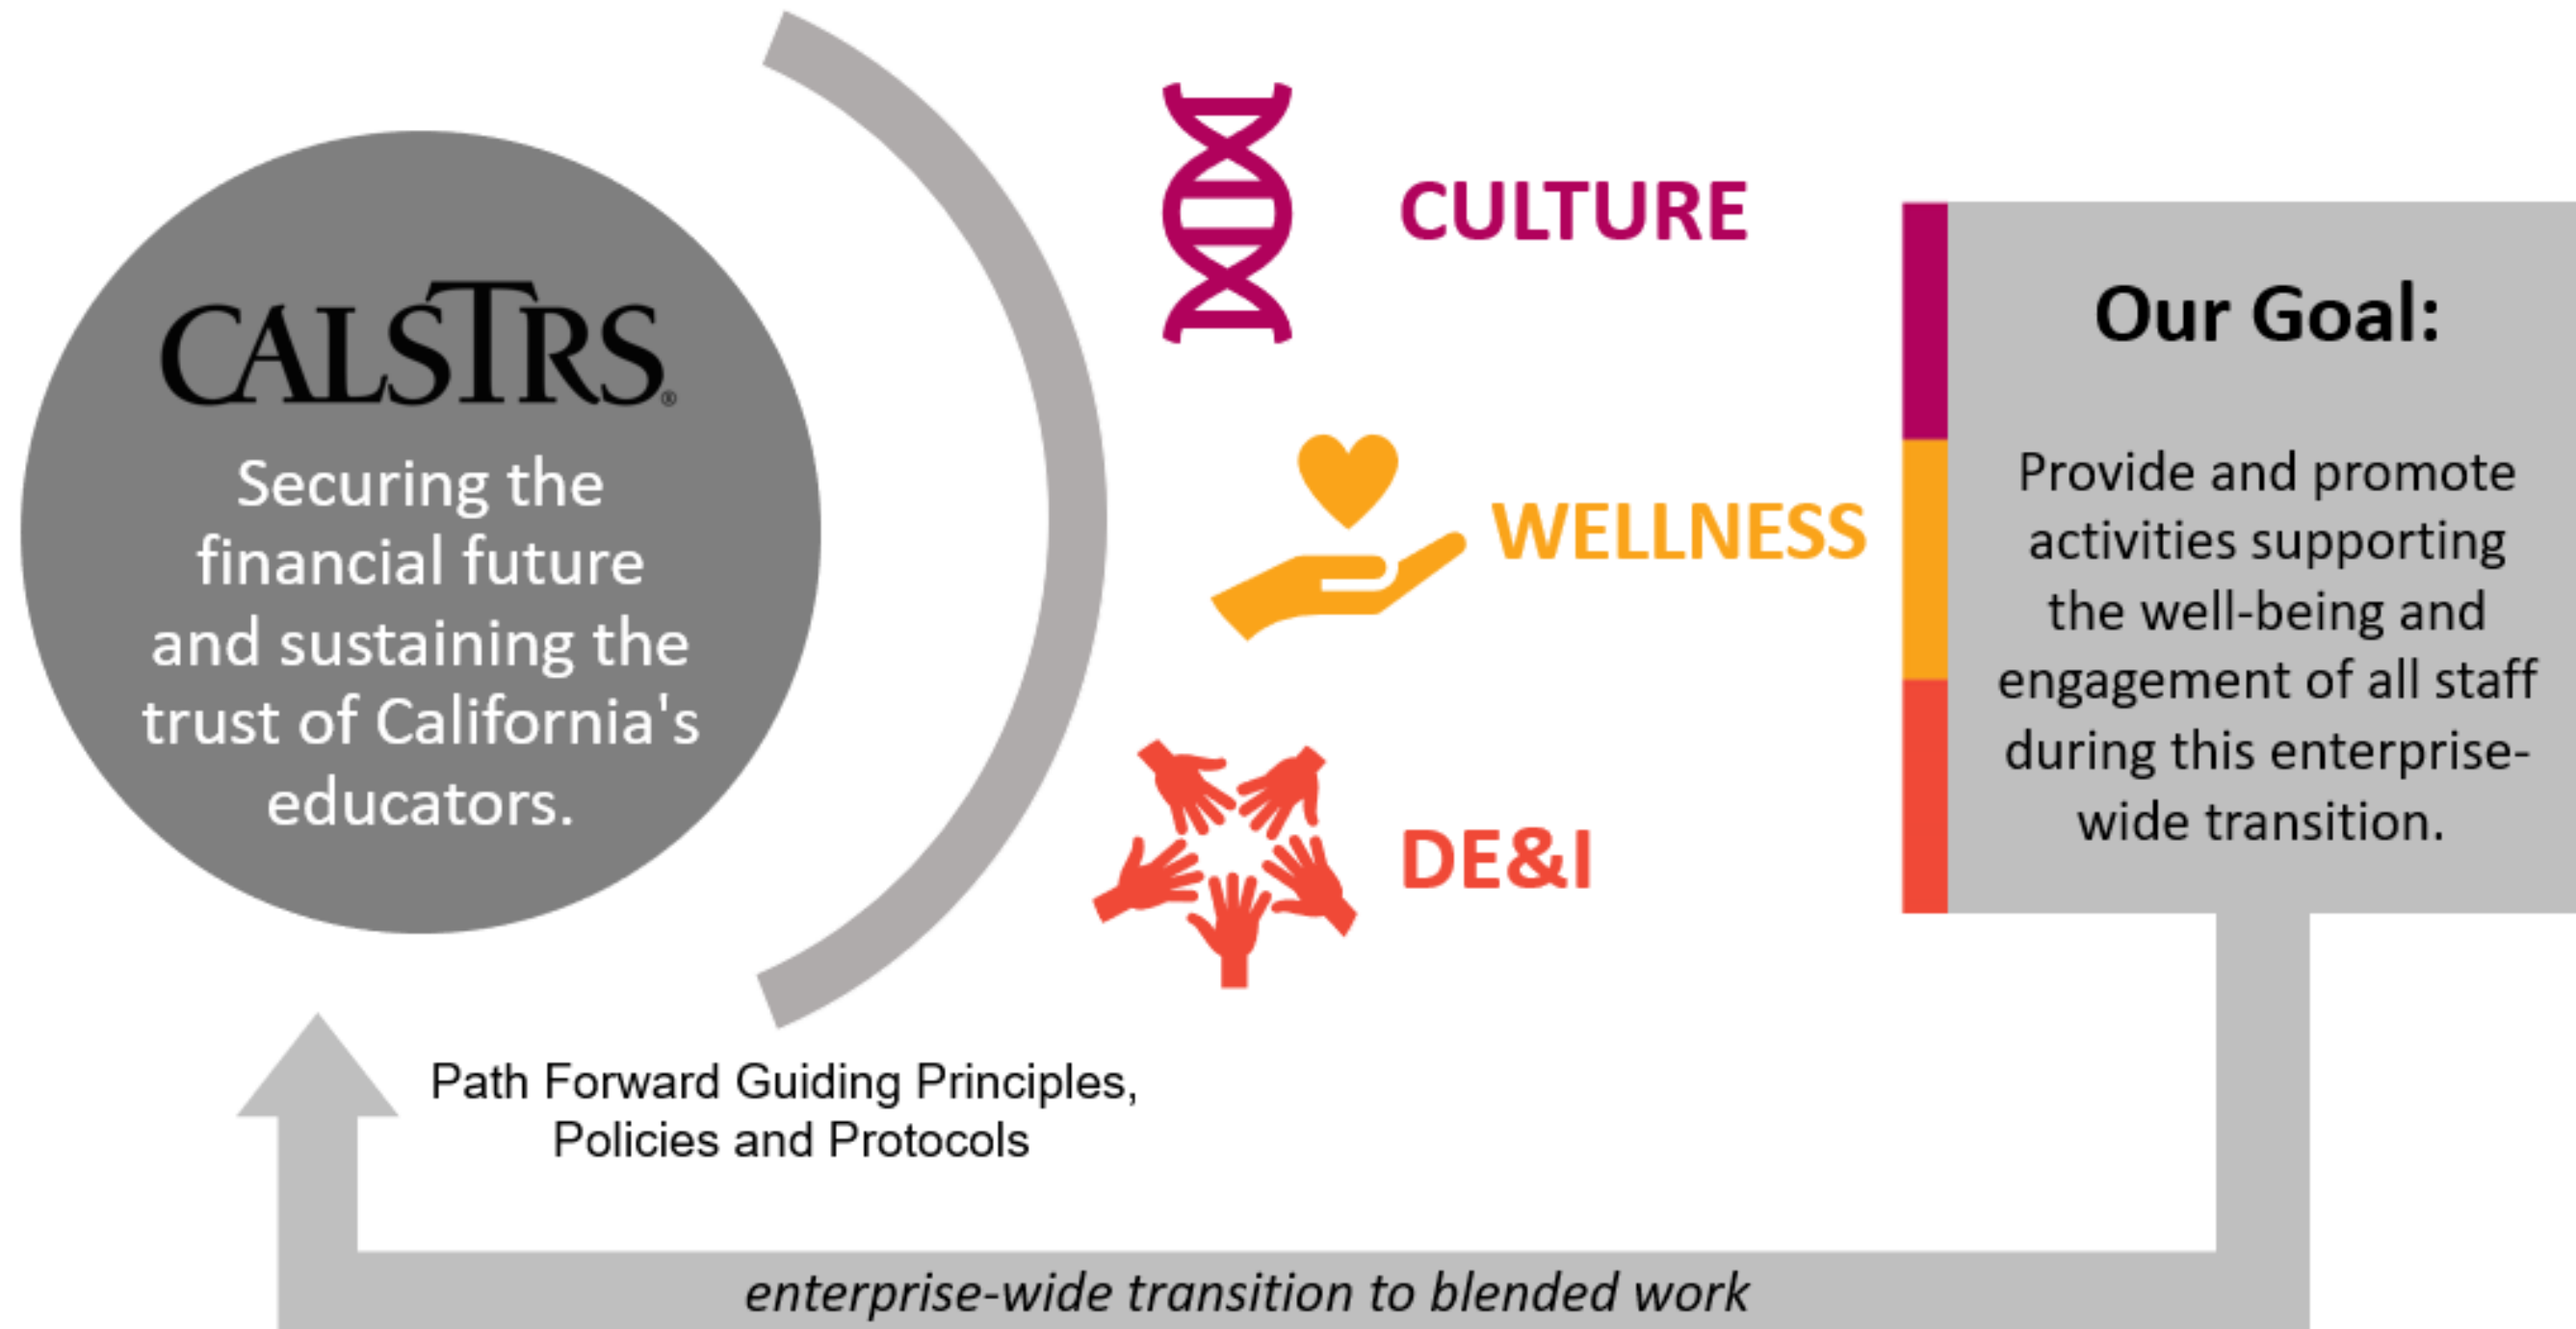 CALSTRS®
Securing the
financial future
and sustaining the
trust of California's
educators.
CULTURE
WELLNESS
DE&I
Our Goal:
Provide and promote
activities supporting
the well-being and
engagement of all staff
during this enterprise-
wide transition.
Path Forward Guiding Principles,
Policies and Protocols
enterprise-wide transition to blended work